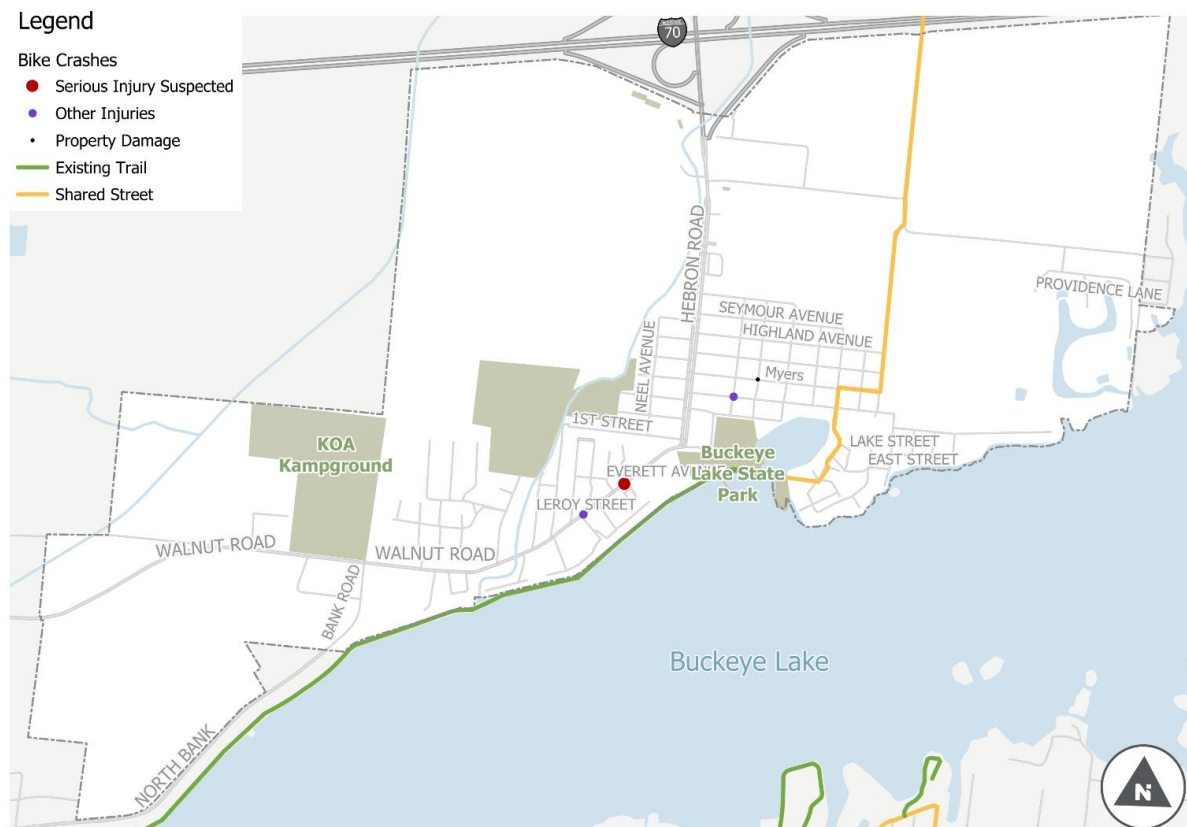 Legend
Bike Crashes
Serious Injury Suspected
Other Injuries
Property Damage
Existing Trail
Shared Street
70
HEBRON ROAD
PROVIDENCE LANE
SEYMOUR AVENUE
HIGHLAND AVENUE
NEEL AVENUE
Myers
1ST STREET
KOA
Kampground
LAKE STREET
EAST STREET
Buckeye
Lake State
Park
EVERETT AVENUE
LEROY STREET
WALNUT ROAD
WALNUT ROAD
BANK ROAD
Buckeye Lake
NORTH BANK
N